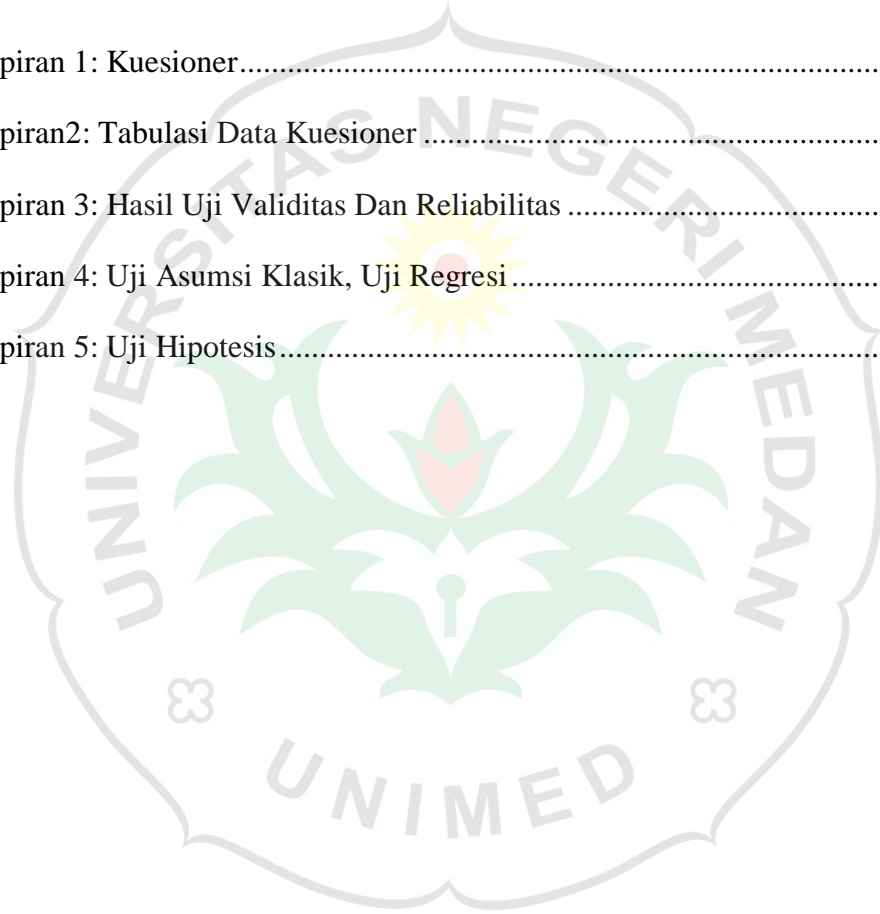 piran 1: Kuesioner......................................................................................
piran2: Tabulasi Data Kuesioner ..........................................................
piran 3: Hasil Uji Validitas Dan Reliabilitas ........................................
piran 4: Uji Asumsi Klasik, Uji Regresi...............................................
piran 5: Uji Hipotesis............................................................................
UNIVERSITAS NEGERI MEDAN
UNIMED